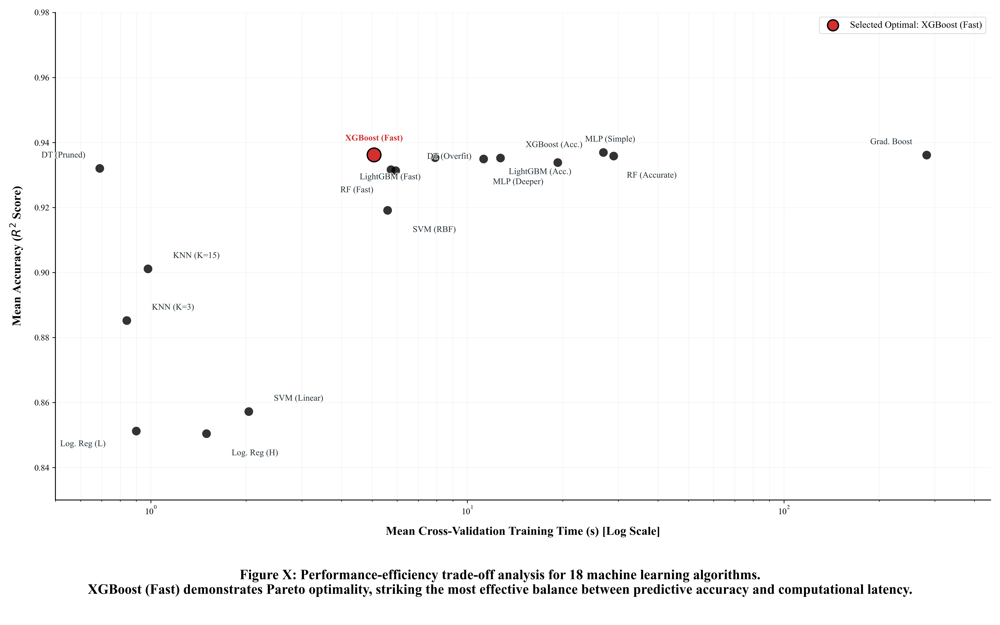 0.98
Selected Optimal: XGBoost (Fast)
0.96
XGBoost (Fast)
MLP (Simple)
0.94
Grad. Boost
XGBoost (Acc.)
DT (Pruned)
DT (Overfit)
LightGBM (Acc.)
RF (Accurate)
LightGBM (Fast)
MLP (Deeper)
RF (Fast)
0.92
SVM (RBF)
KNN (K=15)
0.90
KNN (K=3)
0.88
SVM (Linear)
0.86
Log. Reg (L)
Log. Reg (H)
0.84
Mean Accuracy (R² Score)
10⁰
10¹
10²
Mean Cross-Validation Training Time (s) [Log Scale]
Figure X: Performance-efficiency trade-off analysis for 18 machine learning algorithms.
XGBoost (Fast) demonstrates Pareto optimality, striking the most effective balance between predictive accuracy and computational latency.